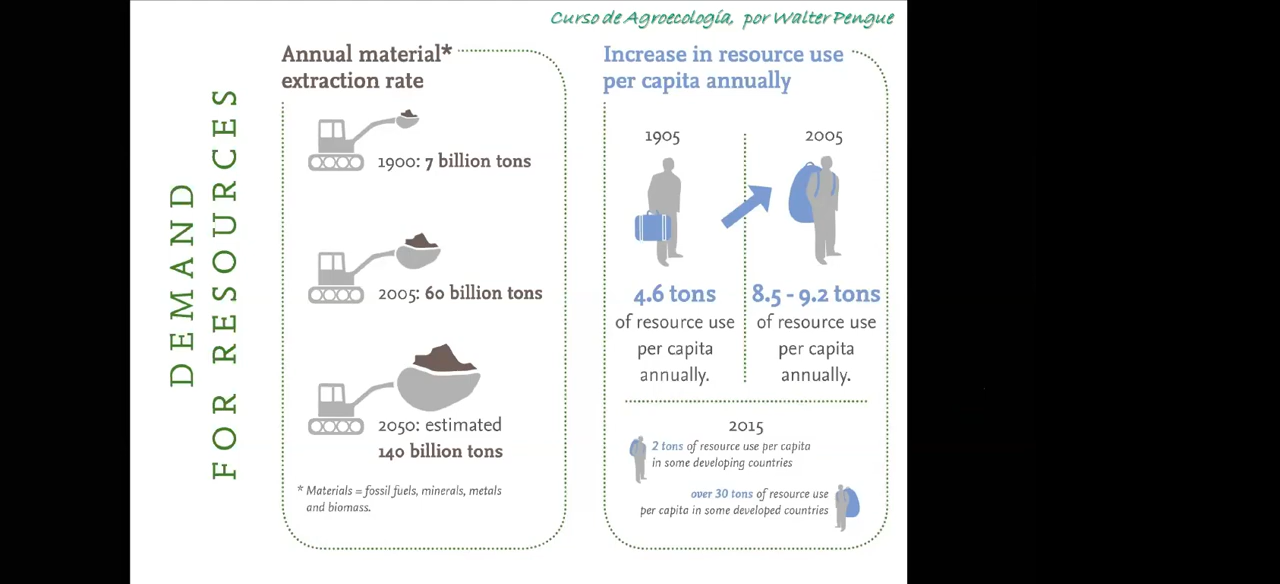 Curso de Agroecología, por Walter Pengue
DEMAND
FOR RESOURCES
Annual material*
extraction rate
1900: 7 billion tons
2005: 60 billion tons
2050: estimated
140 billion tons
* Materials = fossil fuels, minerals, metals
and biomass.
Increase in resource use
per capita annually
1905
4.6 tons
of resource use
per capita
annually.
2005
8.5 - 9.2 tons
of resource use
per capita
annually.
2015
2 tons of resource use per capita
in some developing countries
over 30 tons of resource use
per capita in some developed countries